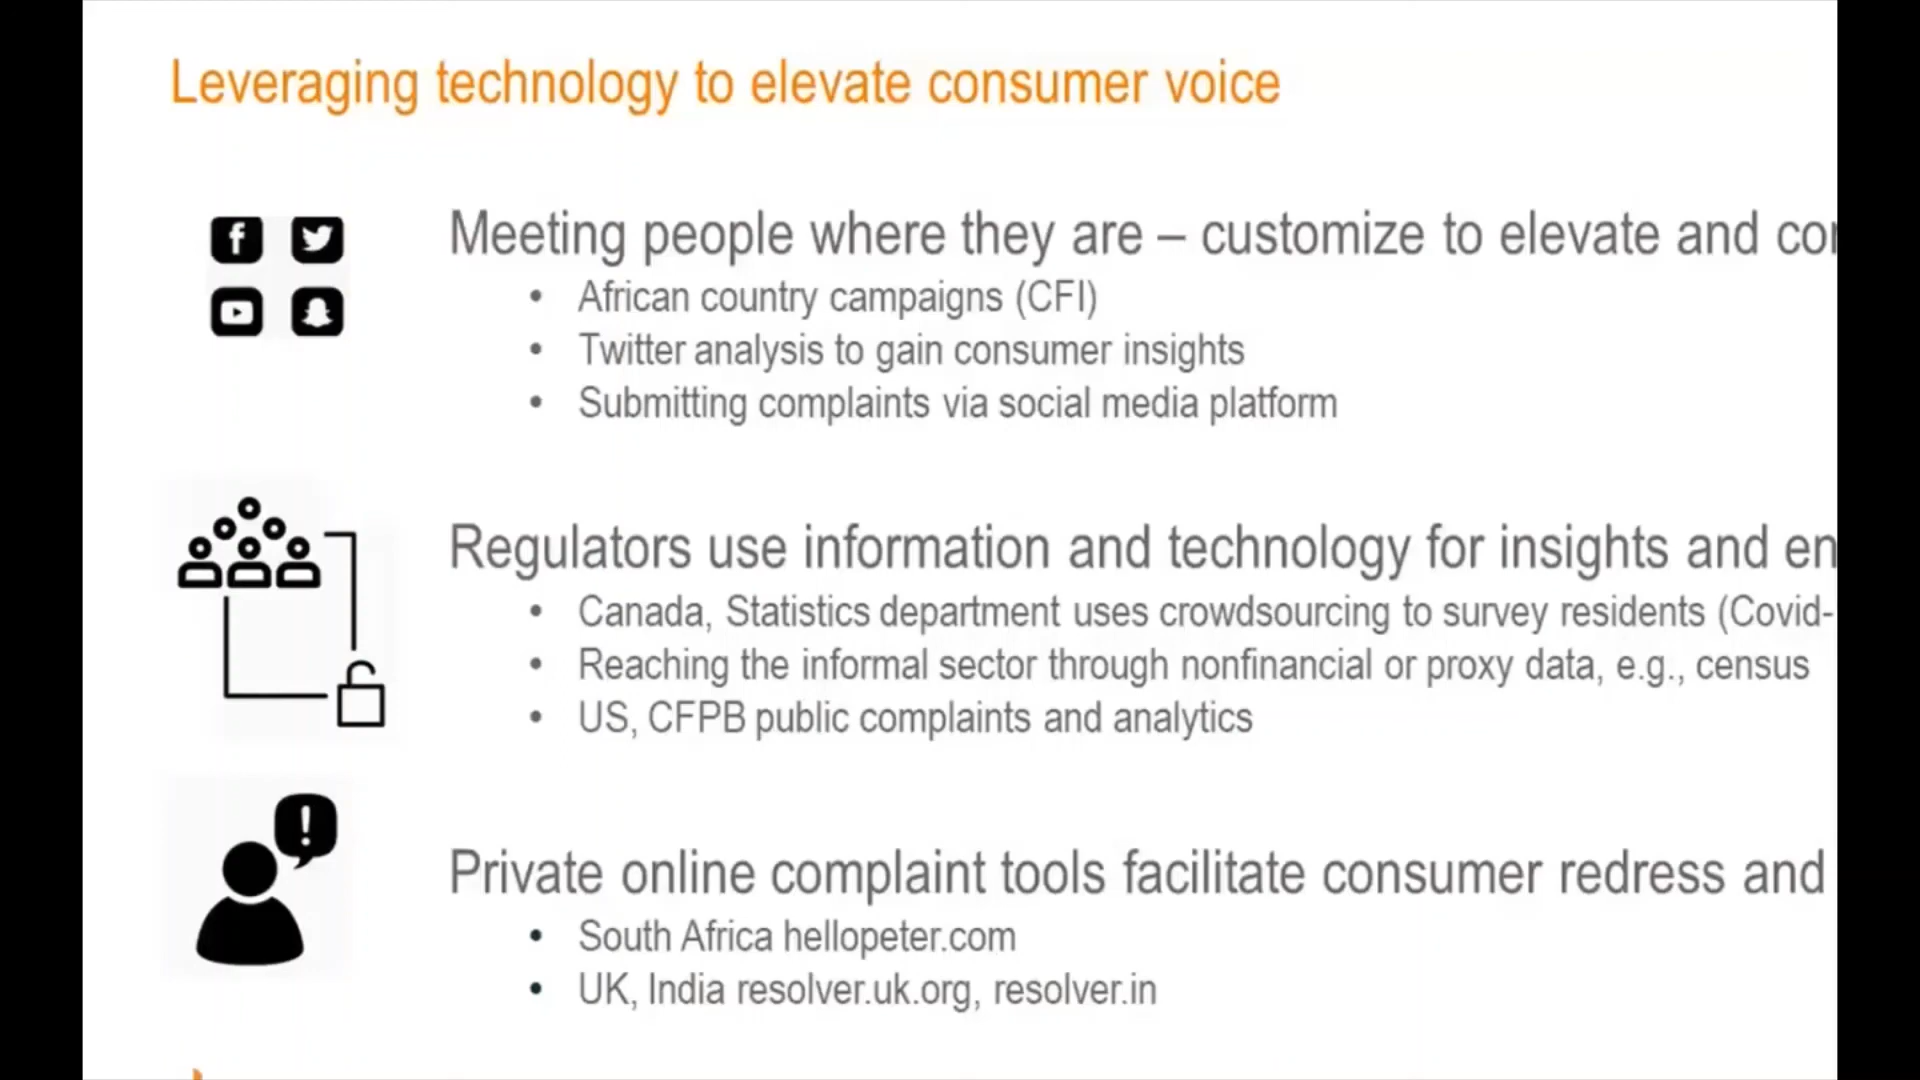 Leveraging technology to elevate consumer voice
Meeting people where they are – customize to elevate and
• African country campaigns (CFI)
• Twitter analysis to gain consumer insights
• Submitting complaints via social media platform
Regulators use information and technology for insights and
• Canada, Statistics department uses crowdsourcing to survey residents (Covid-
• Reaching the informal sector through nonfinancial or proxy data, e.g., census
• US, CFPB public complaints and analytics
Private online complaint tools facilitate consumer redress and
• South Africa hellopeter.com
• UK, India resolver.uk.org, resolver.in